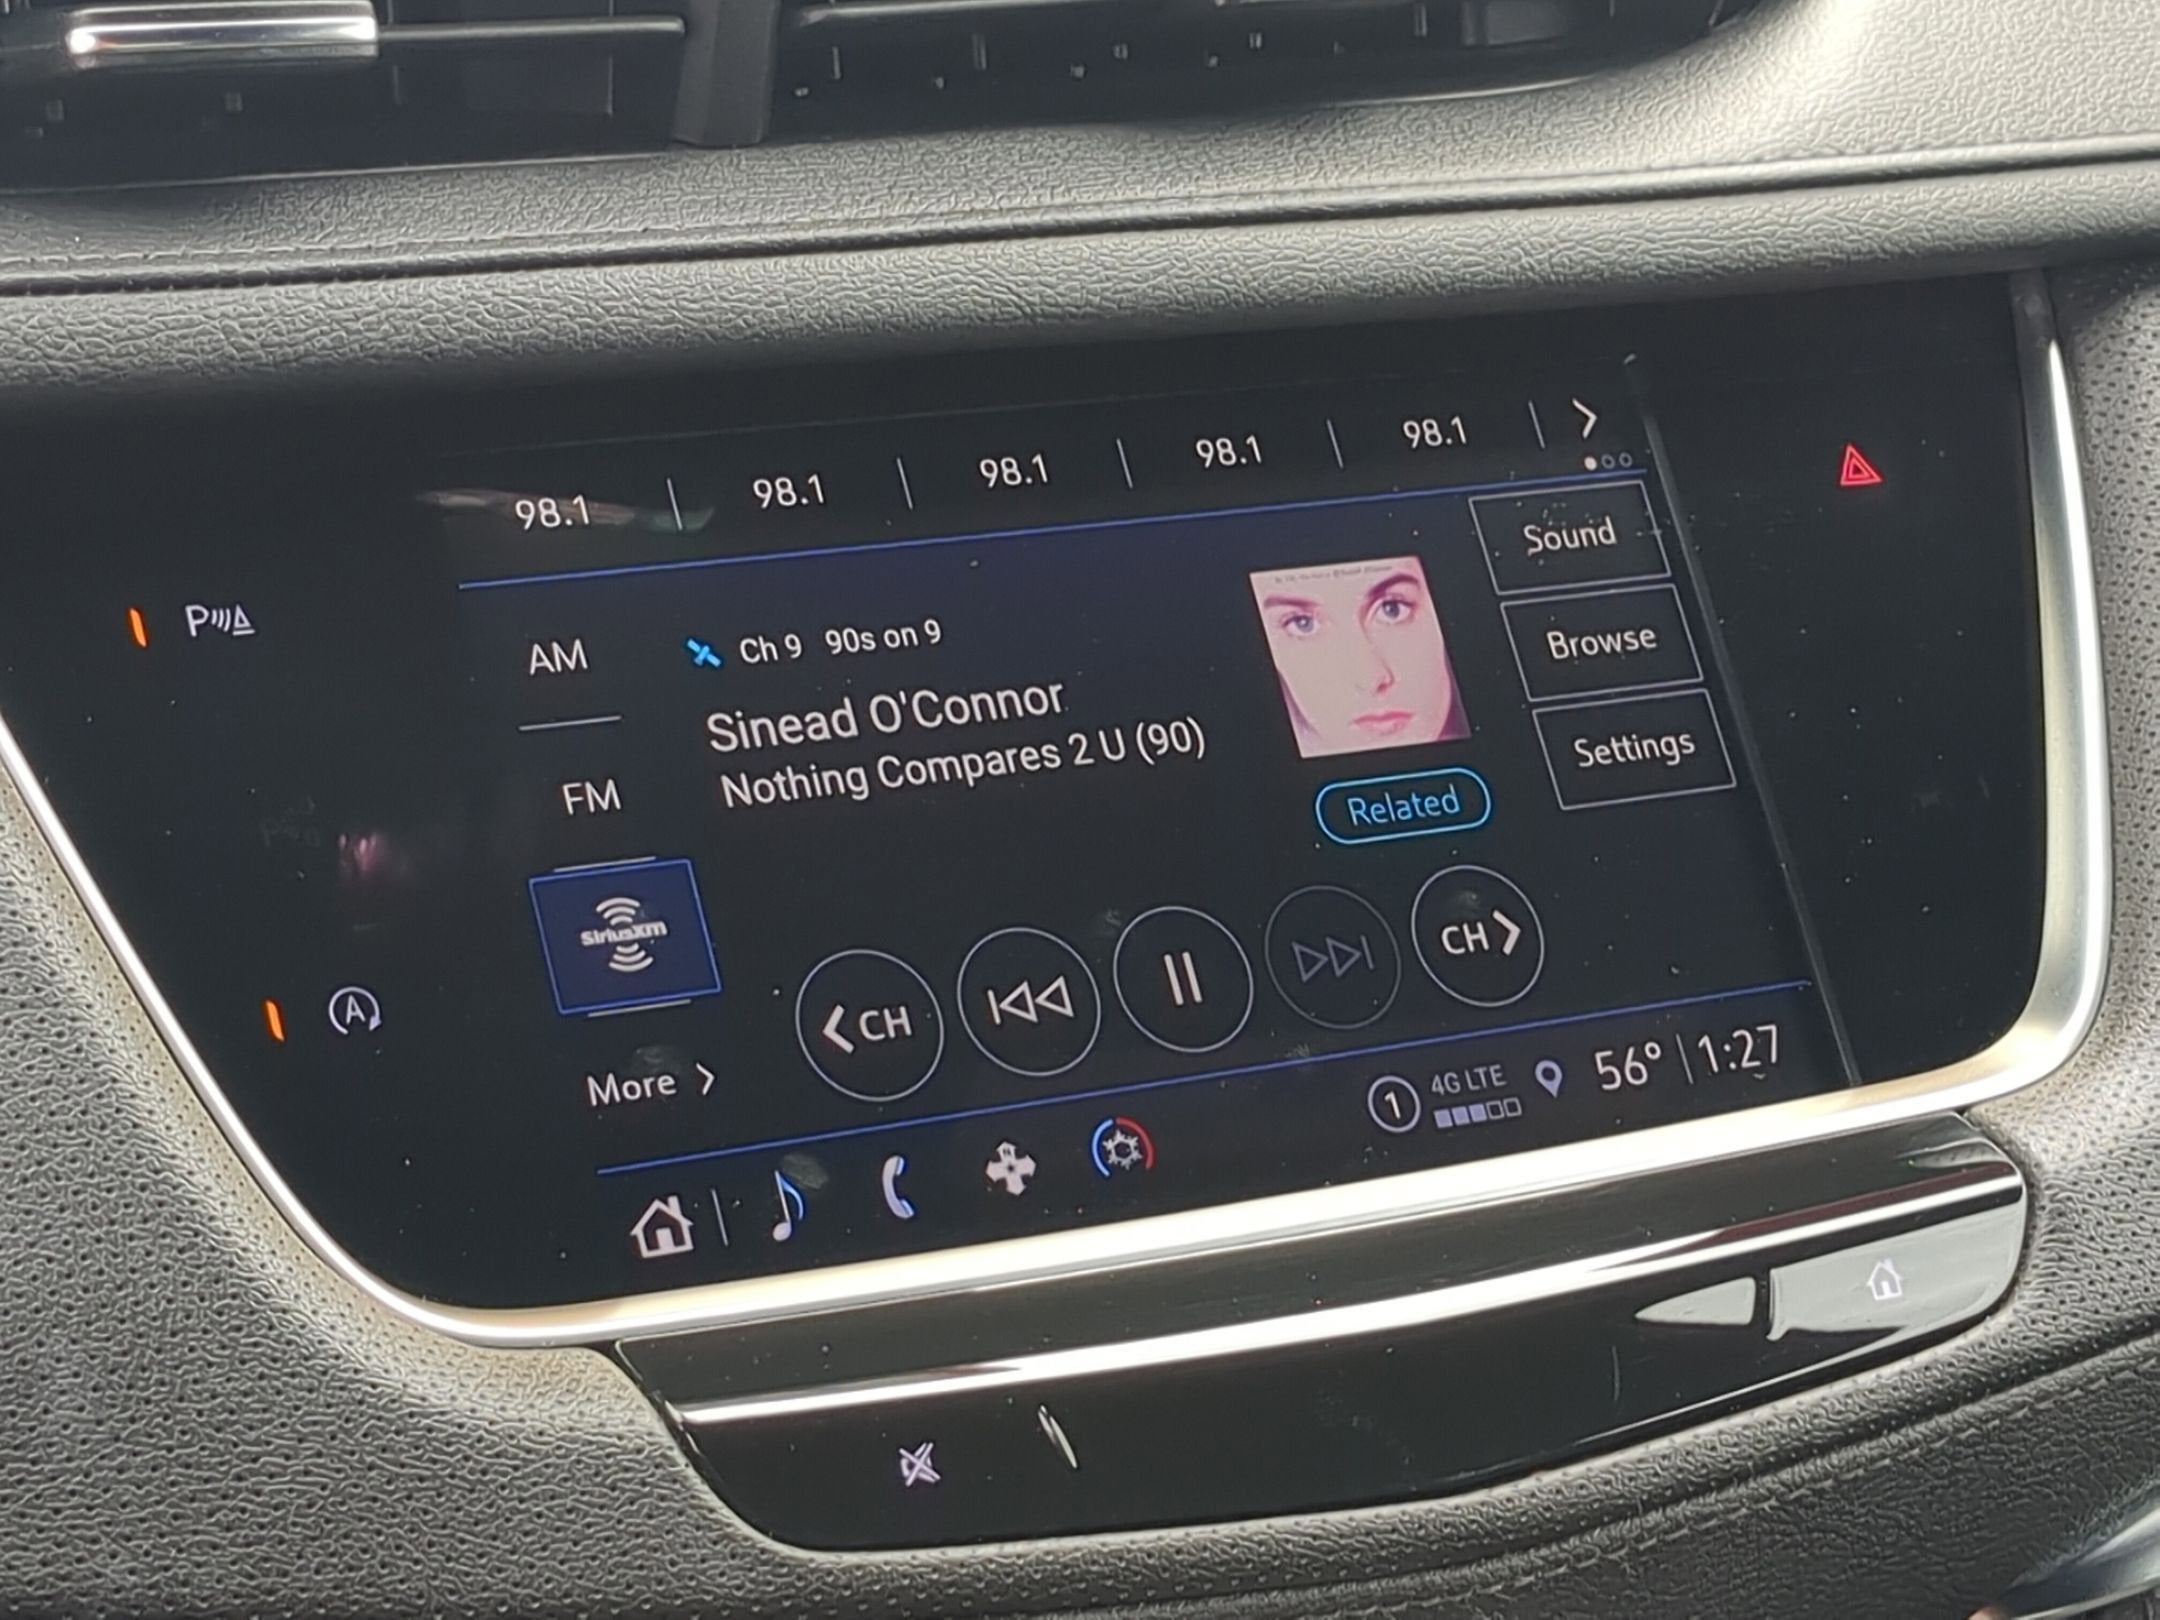 98.1 | 98.1 | 98.1 | 98.1 | 98.1 |
Sound
P
AM
Ch 9 90s on 9
Browse
Sinead O'Connor
Nothing Compares 2 U (90)
Settings
FM
Related
SiriusXM
A
CH
CH
More
1 4G LTE 56° | 1:27